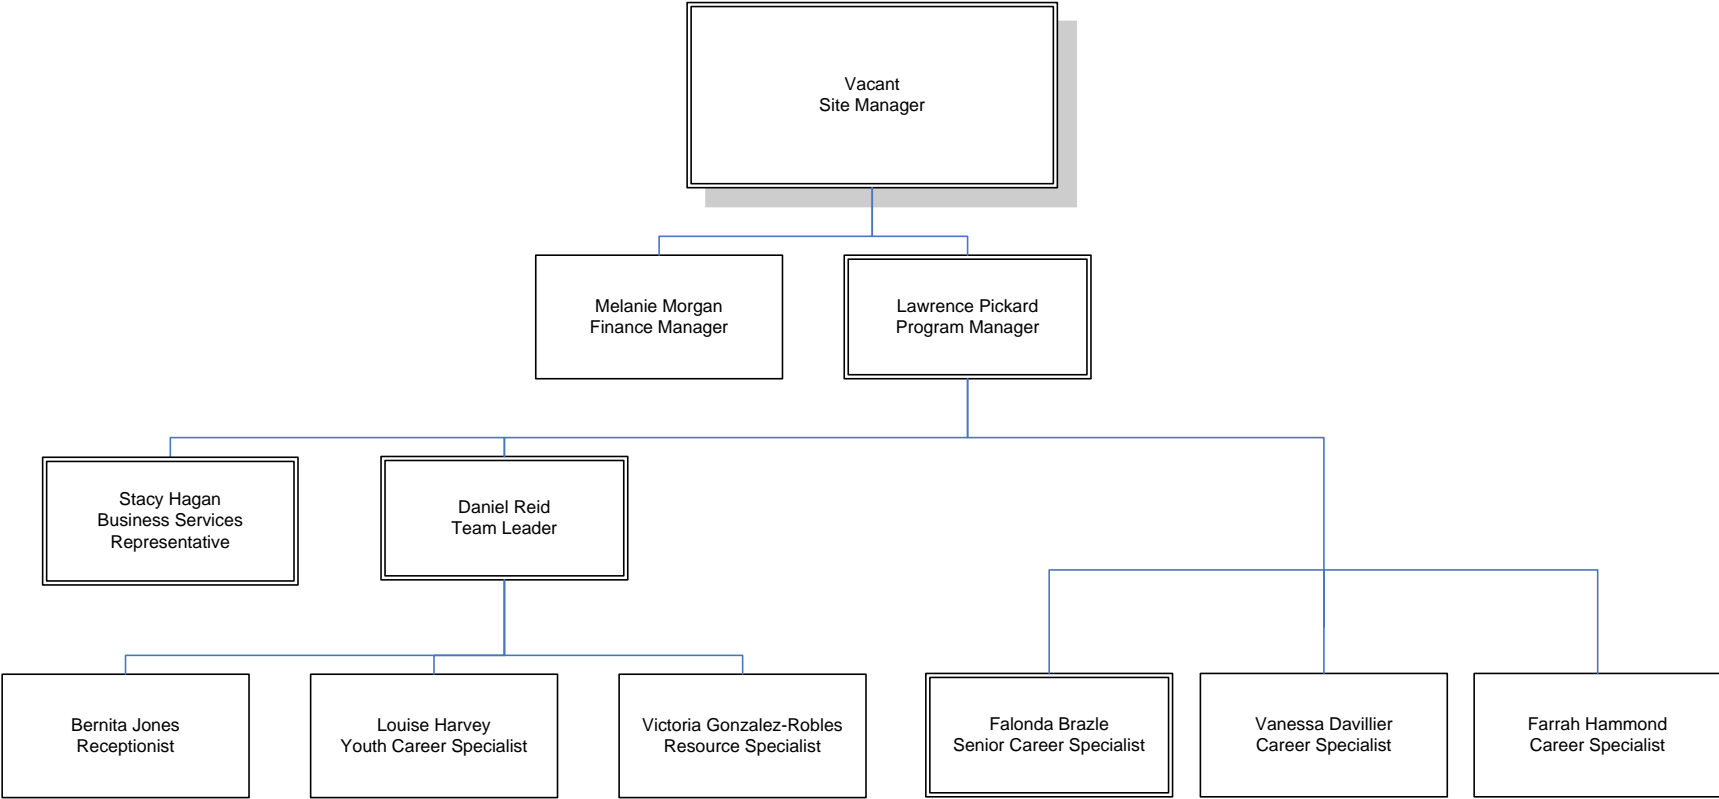 Vacant
Site Manager
Melanie Morgan
Finance Manager
Lawrence Pickard
Program Manager
Stacy Hagan
Business Services
Representative
Daniel Reid
Team Leader
Bernita Jones
Receptionist
Louise Harvey
Youth Career Specialist
Victoria Gonzalez-Robles
Resource Specialist
Falonda Brazle
Senior Career Specialist
Vanessa Davillier
Career Specialist
Farrah Hammond
Career Specialist